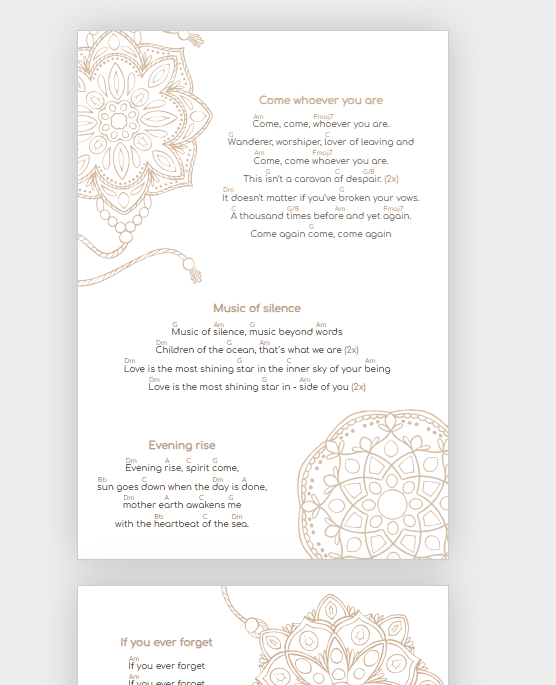 Come whoever you are
Am Fmaj7
Come, come, whoever you are.
G C
Wanderer, worshiper, lover of leaving and
Am Fmaj7
Come, come whoever you are.
G C G/B
This isn't a caravan of despair. (2x)
Dm G
It doesn't matter if you've broken your vows.
C G/B Am Fmaj7
A thousand times before and yet again.
G
Come again come, come again
Music of silence
G Am G Am
Music of silence, music beyond words
Dm G Am
Children of the ocean, that's what we are (2x)
Dm G C Am
Love is the most shining star in the inner sky of your being
Dm G Am
Love is the most shining star in - side of you (2x)
Evening rise
Dm A C G
Evening rise, spirit come,
Bb C Dm A
sun goes down when the day is done,
Dm A C G
mother earth awakens me
Bb C Dm
with the heartbeat of the sea.
If you ever forget
Am
If you ever forget
Am
If you ever forget